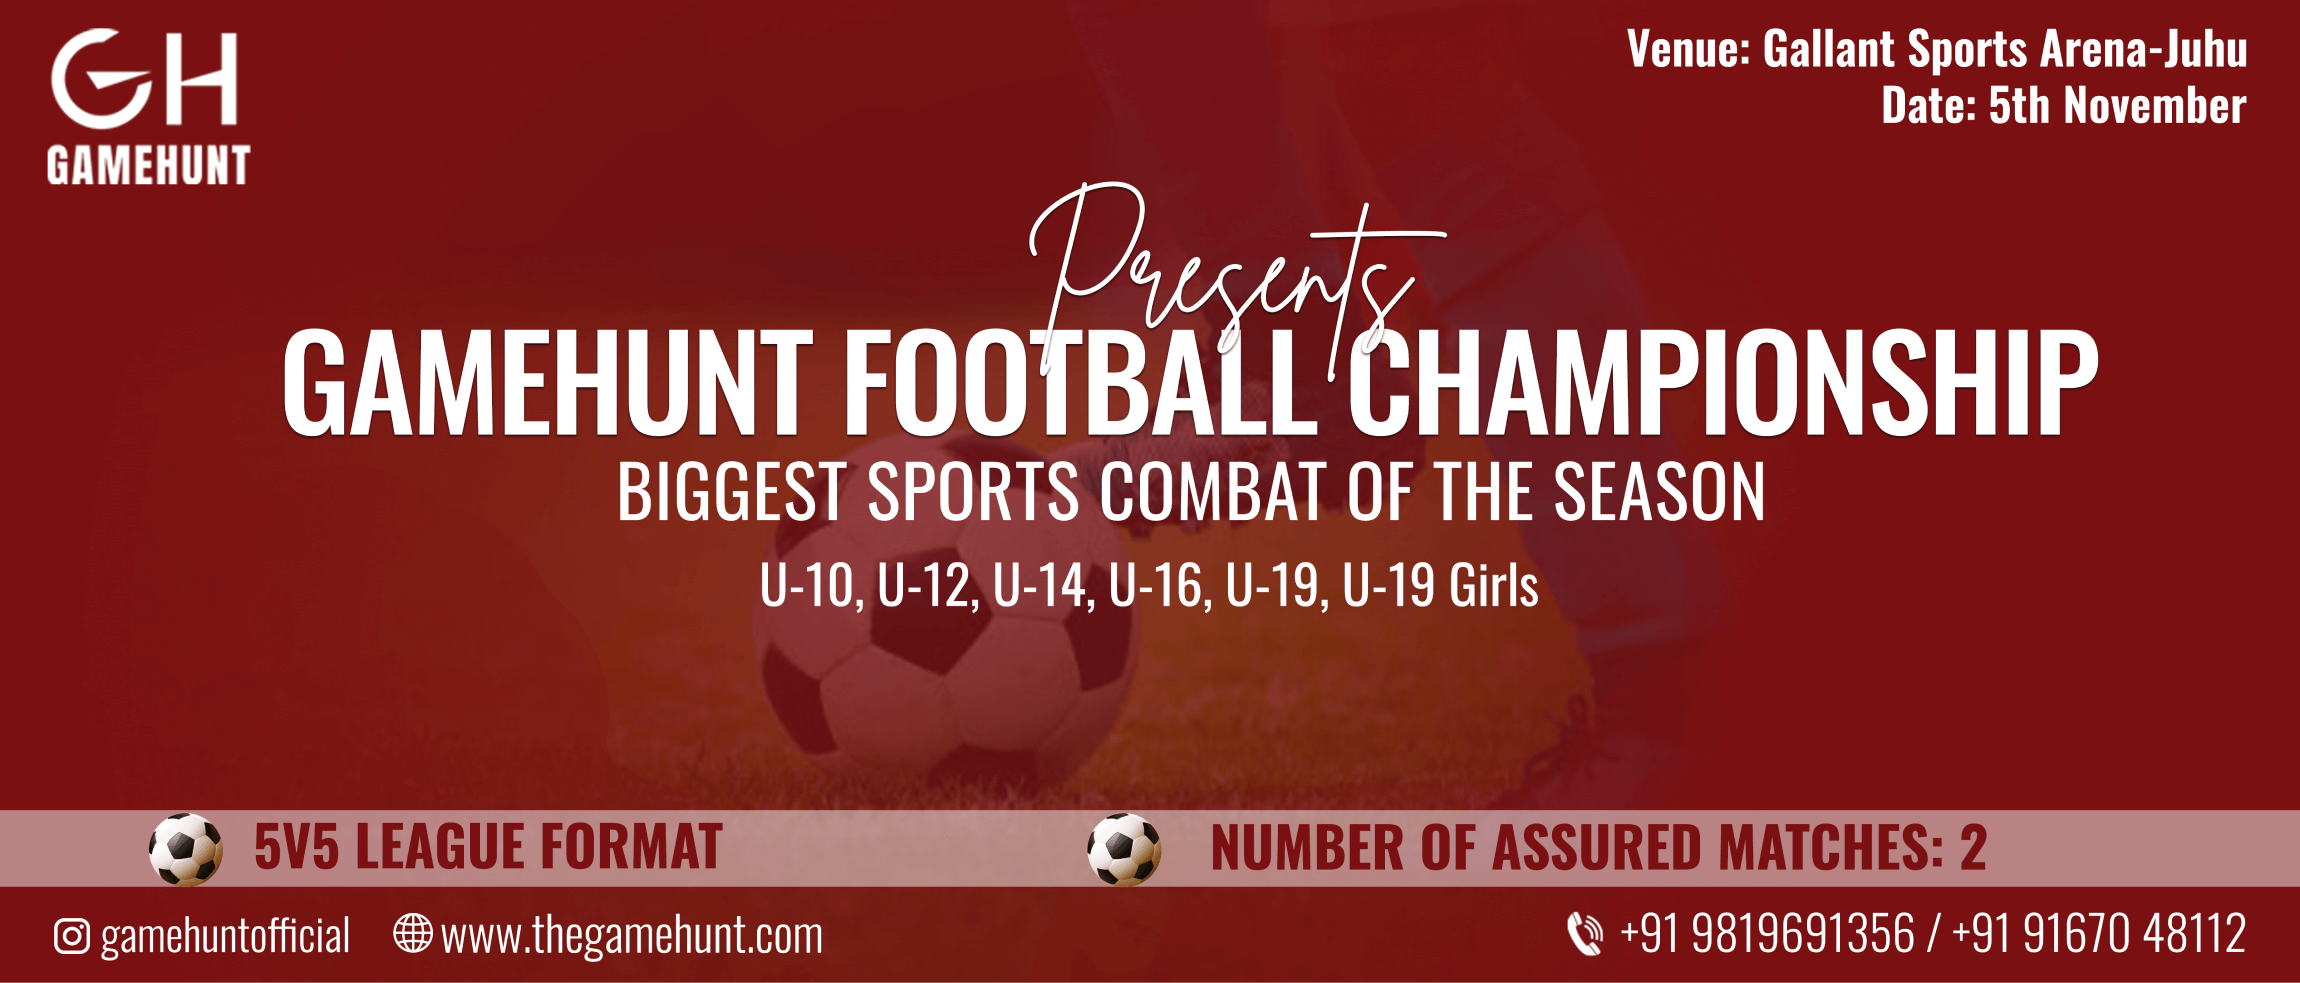 GH
GAMEHUNT
Venue: Gallant Sports Arena-Juhu
Date: 5th November
Presents
GAMEHUNT FOOTBALL CHAMPIONSHIP
BIGGEST SPORTS COMBAT OF THE SEASON
U-10, U-12, U-14, U-16, U-19, U-19 Girls
5V5 LEAGUE FORMAT
NUMBER OF ASSURED MATCHES: 2
gamehuntofficial
www.thegamehunt.com
+91 9819691356 / +91 91670 48112